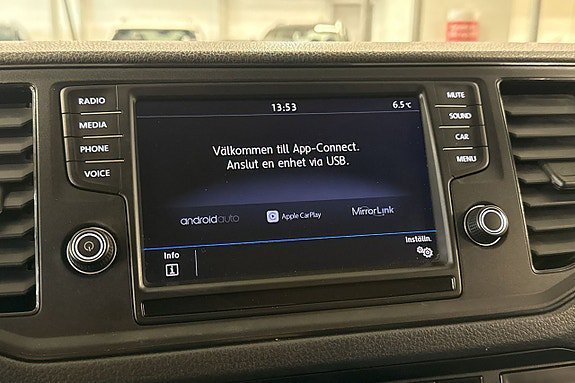 RADIO
MEDIA
PHONE
VOICE
13:53
6.5°C
Välkommen till App-Connect.
Anslut en enhet via USB.
androidauto
Apple CarPlay
MirrorLink
Info
i
Inställn.
MUTE
SOUND
CAR
MENU